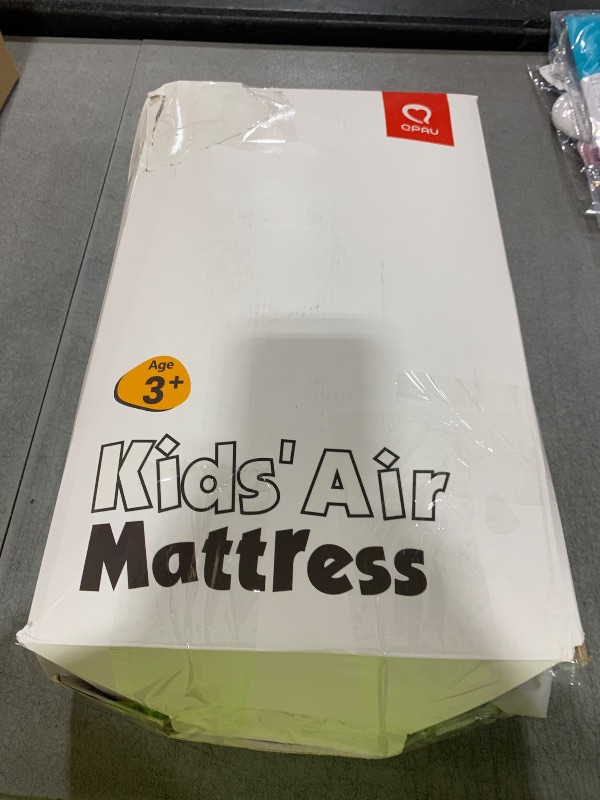 QPAU
Age
3+
Kids' Air
Mattress